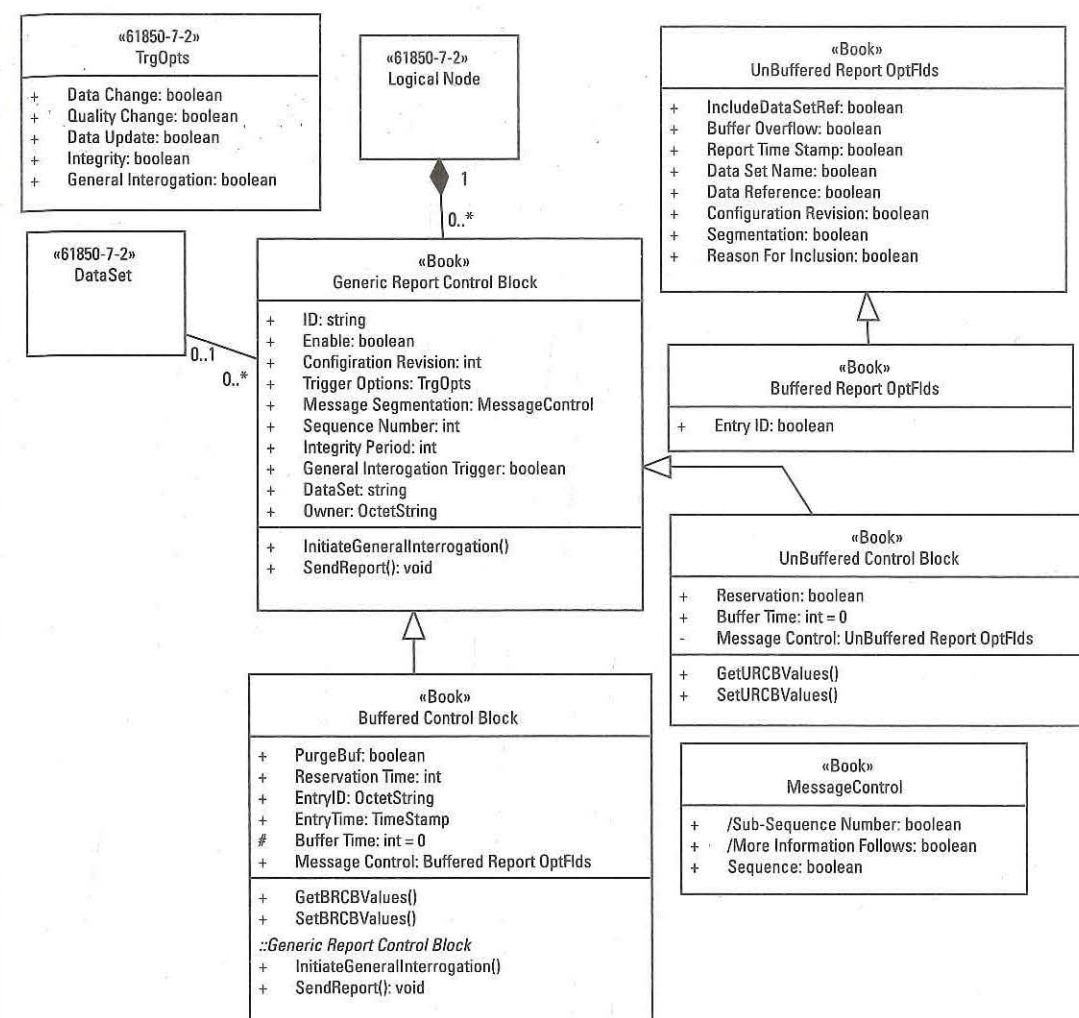 «61850-7-2»
TrgOpts
+ Data Change: boolean
+ Quality Change: boolean
+ Data Update: boolean
+ Integrity: boolean
+ General Interogation: boolean
«61850-7-2»
Logical Node
1
0..*
«Book»
UnBuffered Report OptFlds
+ IncludeDataSetRef: boolean
+ Buffer Overflow: boolean
+ Report Time Stamp: boolean
+ Data Set Name: boolean
+ Data Reference: boolean
+ Configuration Revision: boolean
+ Segmentation: boolean
+ Reason For Inclusion: boolean
«61850-7-2»
DataSet
0..1
0..*
«Book»
Generic Report Control Block
+ ID: string
+ Enable: boolean
+ Configiration Revision: int
+ Trigger Options: TrgOpts
+ Message Segmentation: MessageControl
+ Sequence Number: int
+ Integrity Period: int
+ General Interogation Trigger: boolean
+ DataSet: string
+ Owner: OctetString
+ InitiateGeneralInterrogation()
+ SendReport(): void
«Book»
Buffered Report OptFlds
+ Entry ID: boolean
«Book»
UnBuffered Control Block
+ Reservation: boolean
+ Buffer Time: int = 0
- Message Control: UnBuffered Report OptFlds
+ GetURCBValues()
+ SetURCBValues()
«Book»
Buffered Control Block
+ PurgeBuf: boolean
+ Reservation Time: int
+ EntryID: OctetString
+ EntryTime: TimeStamp
# Buffer Time: int = 0
+ Message Control: Buffered Report OptFlds
+ GetBRCBValues()
+ SetBRCBValues()
::Generic Report Control Block
+ InitiateGeneralInterrogation()
+ SendReport(): void
«Book»
MessageControl
+ /Sub-Sequence Number: boolean
+ /More Information Follows: boolean
+ Sequence: boolean